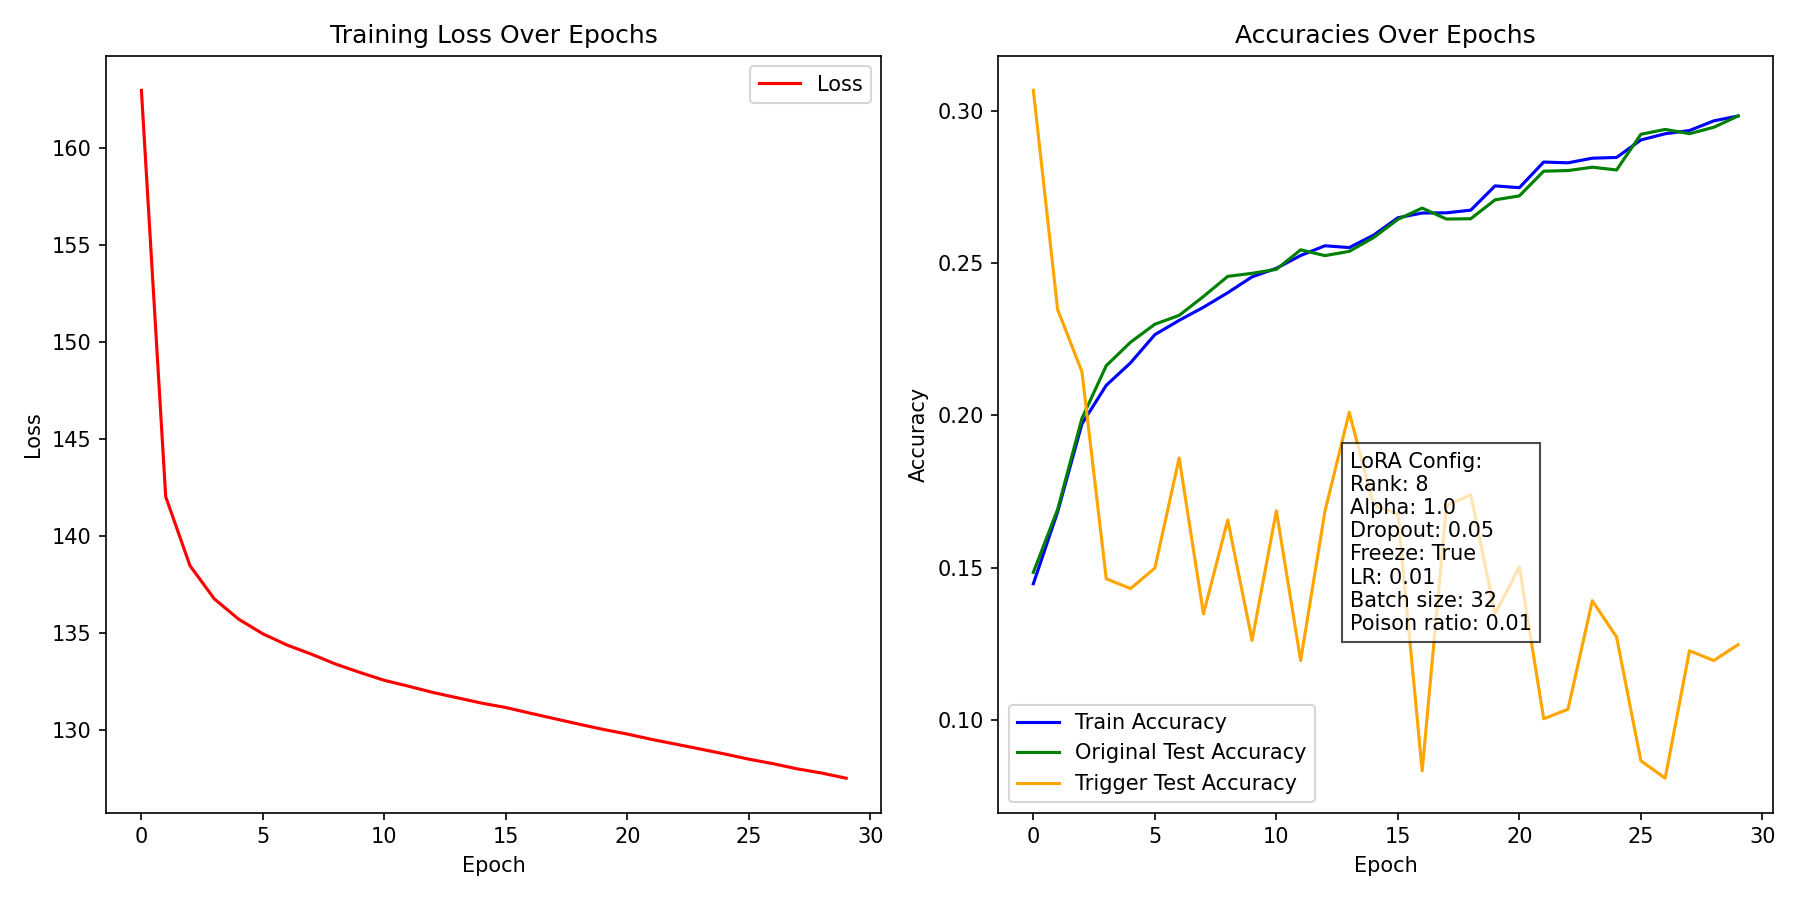 Training Loss Over Epochs
Loss
160
155
150
145
140
135
130
Loss
0
5
10
15
20
25
30
Epoch
Accuracies Over Epochs
0.30
0.25
0.20
0.15
0.10
Accuracy
LoRA Config:
Rank: 8
Alpha: 1.0
Dropout: 0.05
Freeze: True
LR: 0.01
Batch size: 32
Poison ratio: 0.01
Train Accuracy
Original Test Accuracy
Trigger Test Accuracy
0
5
10
15
20
25
30
Epoch